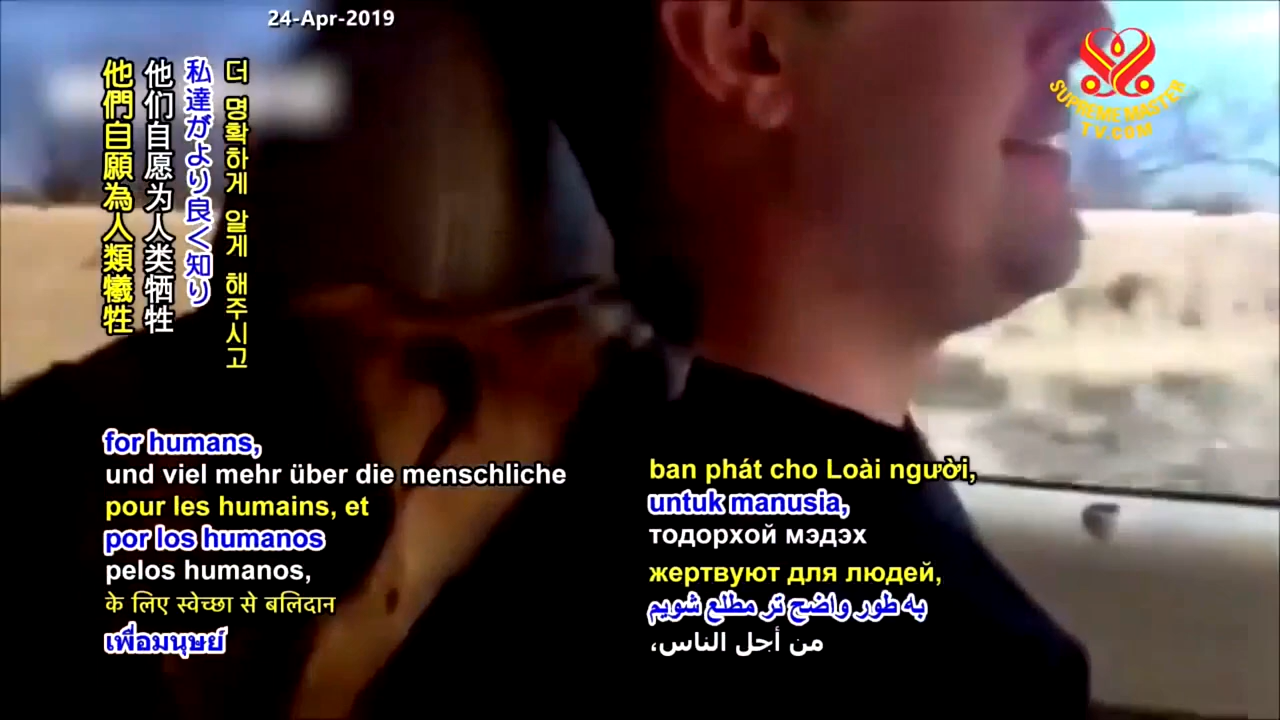 24-Apr-2019
SUPREME MASTER
TV.COM
더 명확하게 알게 해주시고
私達がより良く知り
他们自愿为人类牺牲
他們自願為人類犧牲
for humans,
und viel mehr über die menschliche
pour les humains, et
por los humanos
pelos humanos,
के लिए स्वेच्छा से बलिदान
เพื่อมนุษย์
ban phát cho Loài người,
untuk manusia,
тодорхой мэдэх
жертвуют для людей,
به طور واضح تر مطلع شویم
من أجل الناس،